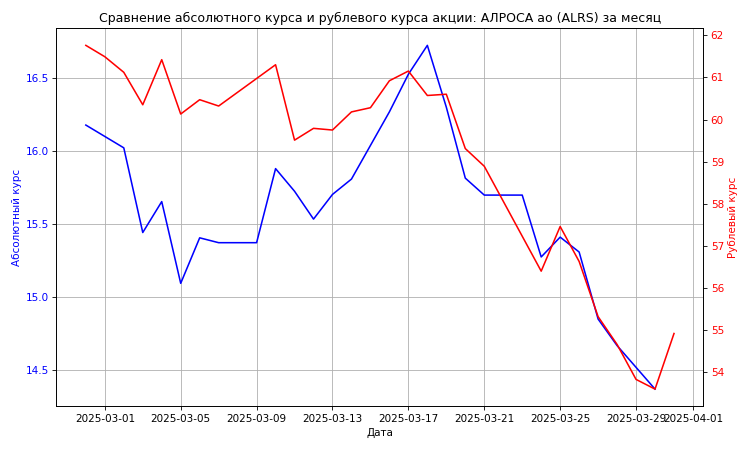 Сравнение абсолютного курса и рублевого курса акции: АЛРОСА ао (ALRS) за месяц
Абсолютный курс
16.5
16.0
15.5
15.0
14.5
62
61
60
59
58
57
56
55
54
Рублевый курс
2025-03-01 2025-03-05 2025-03-09 2025-03-13 2025-03-17 2025-03-21 2025-03-25 2025-03-29 2025-04-01
Дата